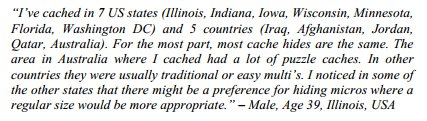 “I’ve cached in 7 US states (Illinois, Indiana, Iowa, Wisconsin, Minnesota,
Florida, Washington DC) and 5 countries (Iraq, Afghanistan, Jordan,
Qatar, Australia). For the most part, most cache hides are the same. The
area in Australia where I cached had a lot of puzzle caches. In other
countries they were usually traditional or easy multi’s. I noticed in some of
the other states that there might be a preference for hiding micros where a
regular size would be more appropriate.” – Male, Age 39, Illinois, USA